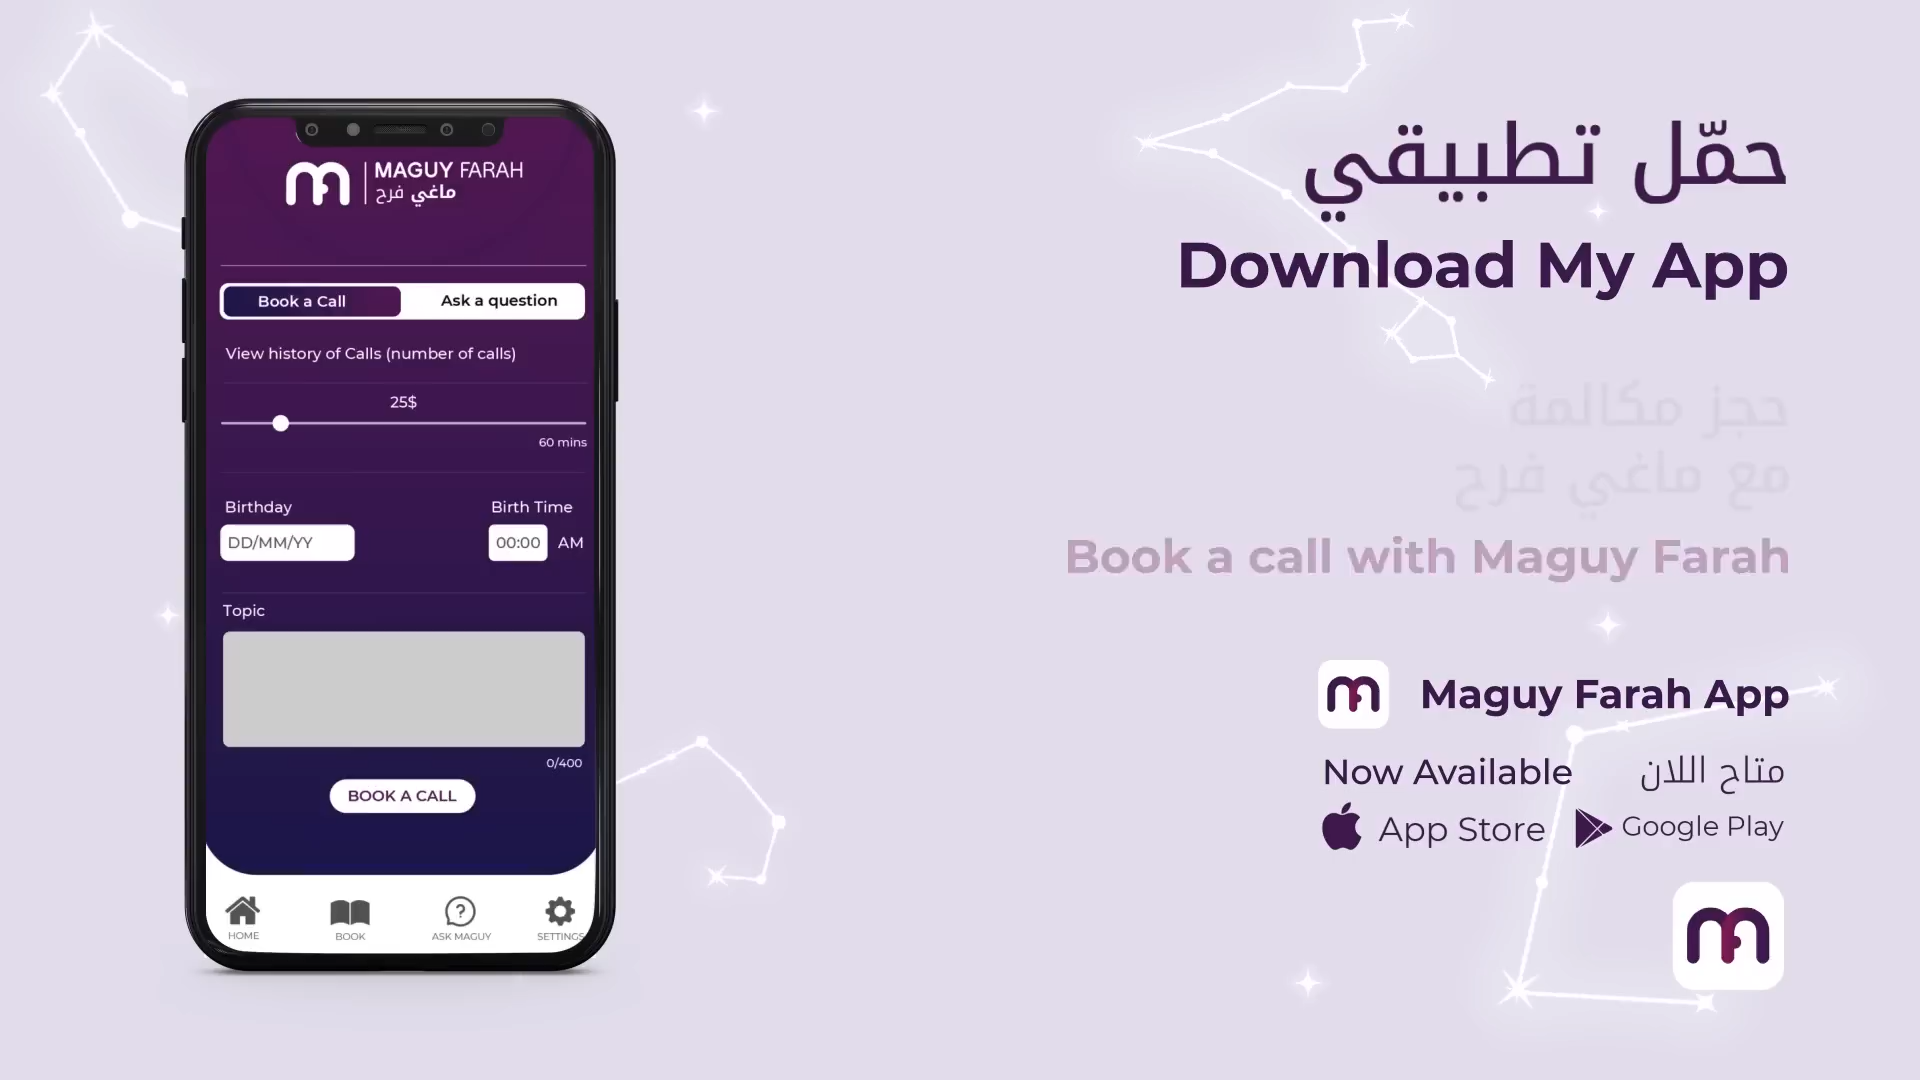 MAGUY FARAH
ماغي فرح
Book a Call
Ask a question
View history of Calls (number of calls)
25$
60 mins
Birthday
Birth Time
DD/MM/YY
00:00
AM
Topic
0/400
BOOK A CALL
HOME
BOOK
ASK MAGUY
SETTINGS
حمّل تطبيقي
Download My App
حجز مكالمة
مع ماغي فرح
Book a call with Maguy Farah
Maguy Farah App
Now Available
متاح اللان
App Store
Google Play